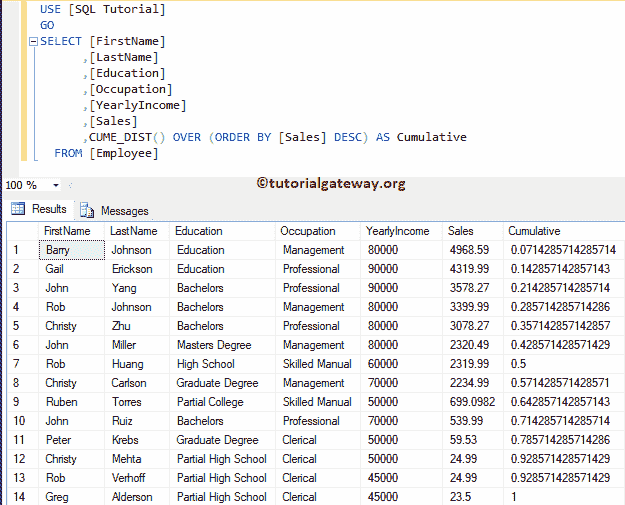 USE [SQL Tutorial]
GO
SELECT [FirstName]
,[LastName]
,[Education]
,[Occupation]
,[YearlyIncome]
,[Sales]
,CUME_DIST() OVER (ORDER BY [Sales] DESC) AS Cumulative
FROM [Employee]
100 %
©tutorialgateway.org
Results Messages
FirstName LastName Education Occupation YearlyIncome Sales Cumulative
1 Barry Johnson Education Management 80000 4968.59 0.0714285714285714
2 Gail Erickson Education Professional 90000 4319.99 0.142857142857143
3 John Yang Bachelors Professional 90000 3578.27 0.214285714285714
4 Rob Johnson Bachelors Management 80000 3399.99 0.285714285714286
5 Christy Zhu Bachelors Professional 80000 3078.27 0.357142857142857
6 John Miller Masters Degree Management 80000 2320.49 0.428571428571429
7 Rob Huang High School Skilled Manual 60000 2319.99 0.5
8 Christy Carlson Graduate Degree Management 70000 2234.99 0.571428571428571
9 Ruben Torres Partial College Skilled Manual 50000 699.0982 0.642857142857143
10 John Ruiz Bachelors Professional 70000 539.99 0.714285714285714
11 Peter Krebs Graduate Degree Clerical 50000 59.53 0.785714285714286
12 Christy Mehta Partial High School Clerical 50000 24.99 0.928571428571429
13 Rob Verhoff Partial High School Clerical 45000 24.99 0.928571428571429
14 Greg Alderson Partial High School Clerical 45000 23.5 1